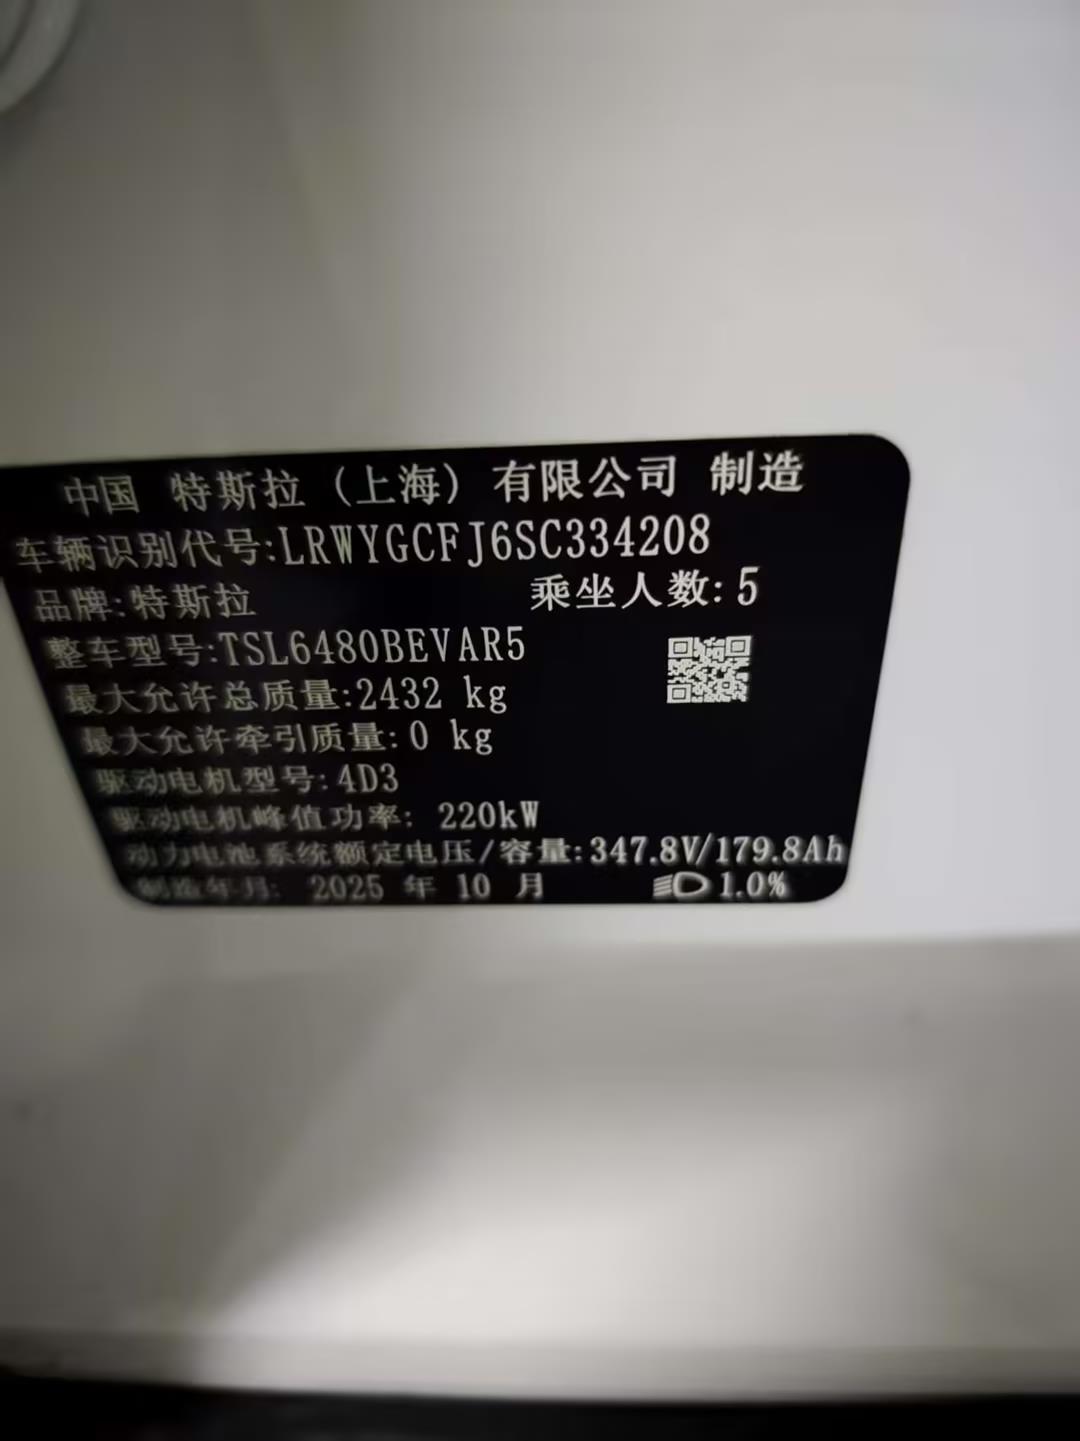 中国 特斯拉（上海）有限公司 制造
车辆识别代号:LRWYGCFJ6SC334208
品牌:特斯拉 乘坐人数:5
整车型号:TSL6480BEVAR5
最大允许总质量:2432 kg
最大允许牵引质量:0 kg
驱动电机型号:4D3
驱动电机峰值功率: 220kW
动力电池系统额定电压/容量:347.8V/179.8Ah
制造年月: 2025 年 10 月 1.0%